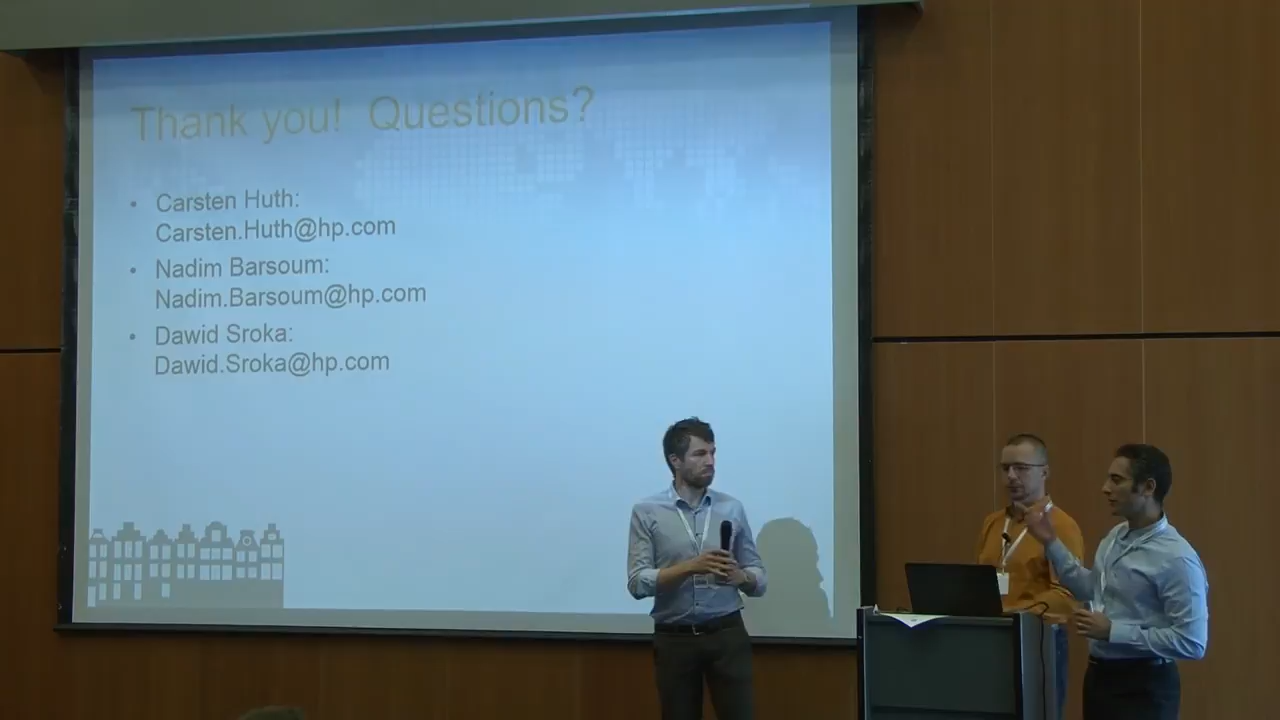 Thank you! Questions?
• Carsten Huth:
Carsten.Huth@hp.com
• Nadim Barsoum:
Nadim.Barsoum@hp.com
• Dawid Sroka:
Dawid.Sroka@hp.com